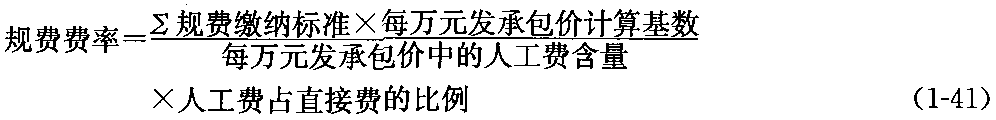 规费费率=Σ规费缴纳标准×每万元发承包价计算基数
每万元发承包价中的人工费含量
×人工费占直接费的比例 (1-41)